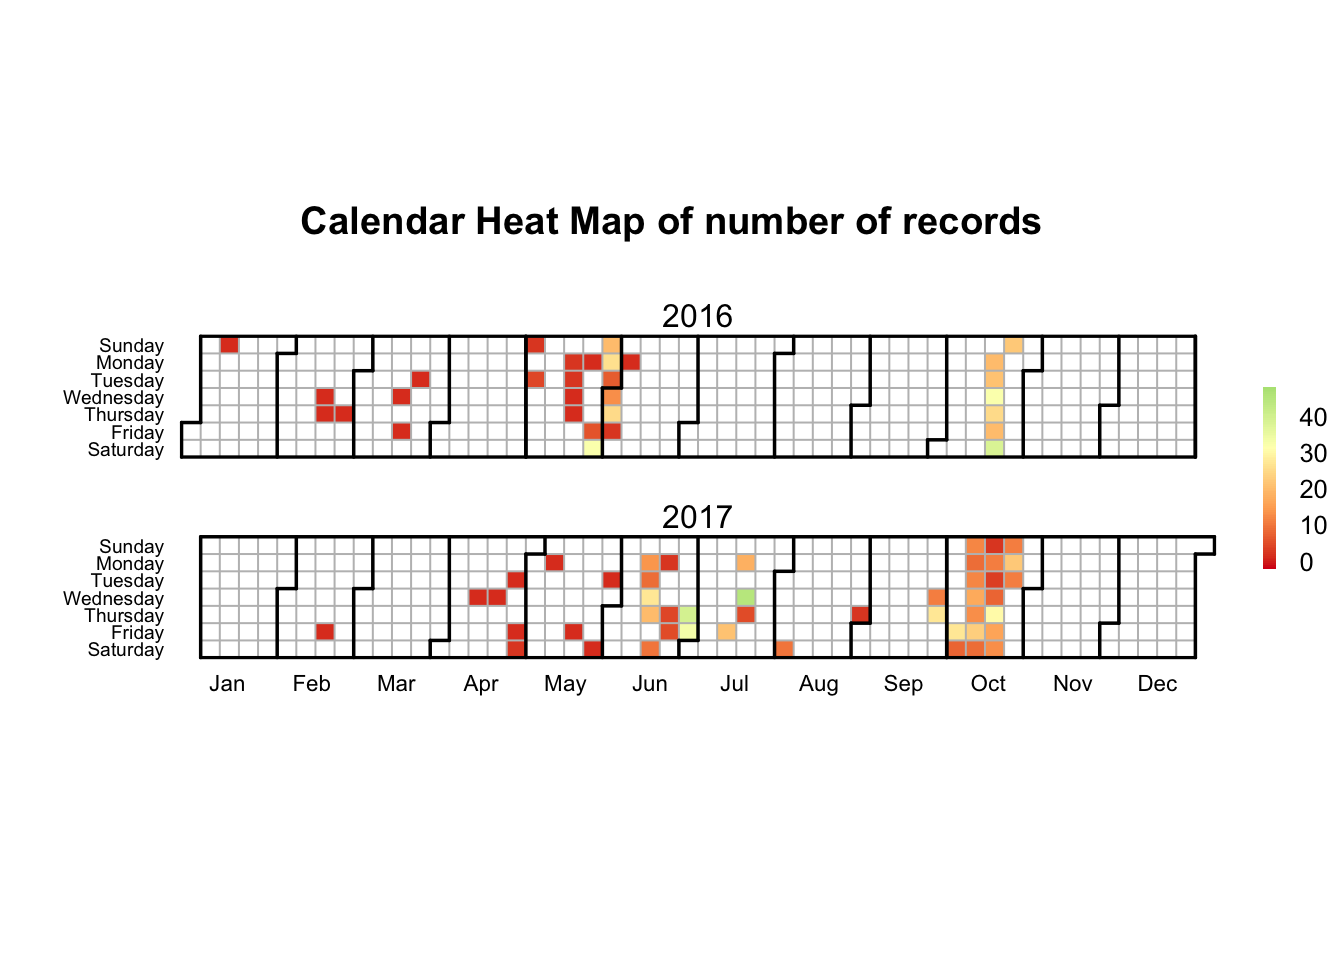 Calendar Heat Map of number of records
2016
Sunday
Monday
Tuesday
Wednesday
Thursday
Friday
Saturday
2017
Sunday
Monday
Tuesday
Wednesday
Thursday
Friday
Saturday
Jan Feb Mar Apr May Jun Jul Aug Sep Oct Nov Dec
40
30
20
10
0